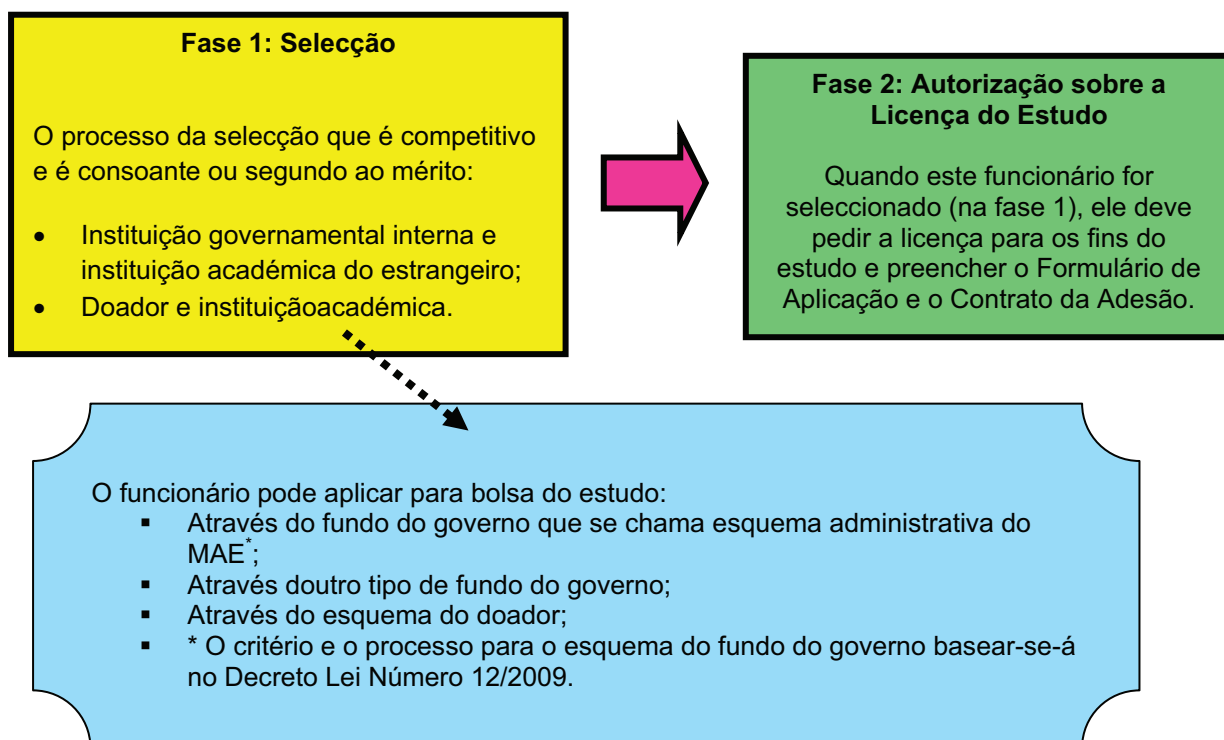 Fase 1: Selecção
O processo da selecção que é competitivo
e é consoante ou segundo ao mérito:
• Instituição governamental interna e
instituição académica do estrangeiro;
• Doador e instituiçãoacadémica.
Fase 2: Autorização sobre a
Licença do Estudo
Quando este funcionário for
seleccionado (na fase 1), ele deve
pedir a licença para os fins do
estudo e preencher o Formulário de
Aplicação e o Contrato da Adesão.
O funcionário pode aplicar para bolsa do estudo:
▪ Através do fundo do governo que se chama esquema administrativa do
MAE*;
▪ Através doutro tipo de fundo do governo;
▪ Através do esquema do doador;
▪ * O critério e o processo para o esquema do fundo do governo basear-se-á
no Decreto Lei Número 12/2009.